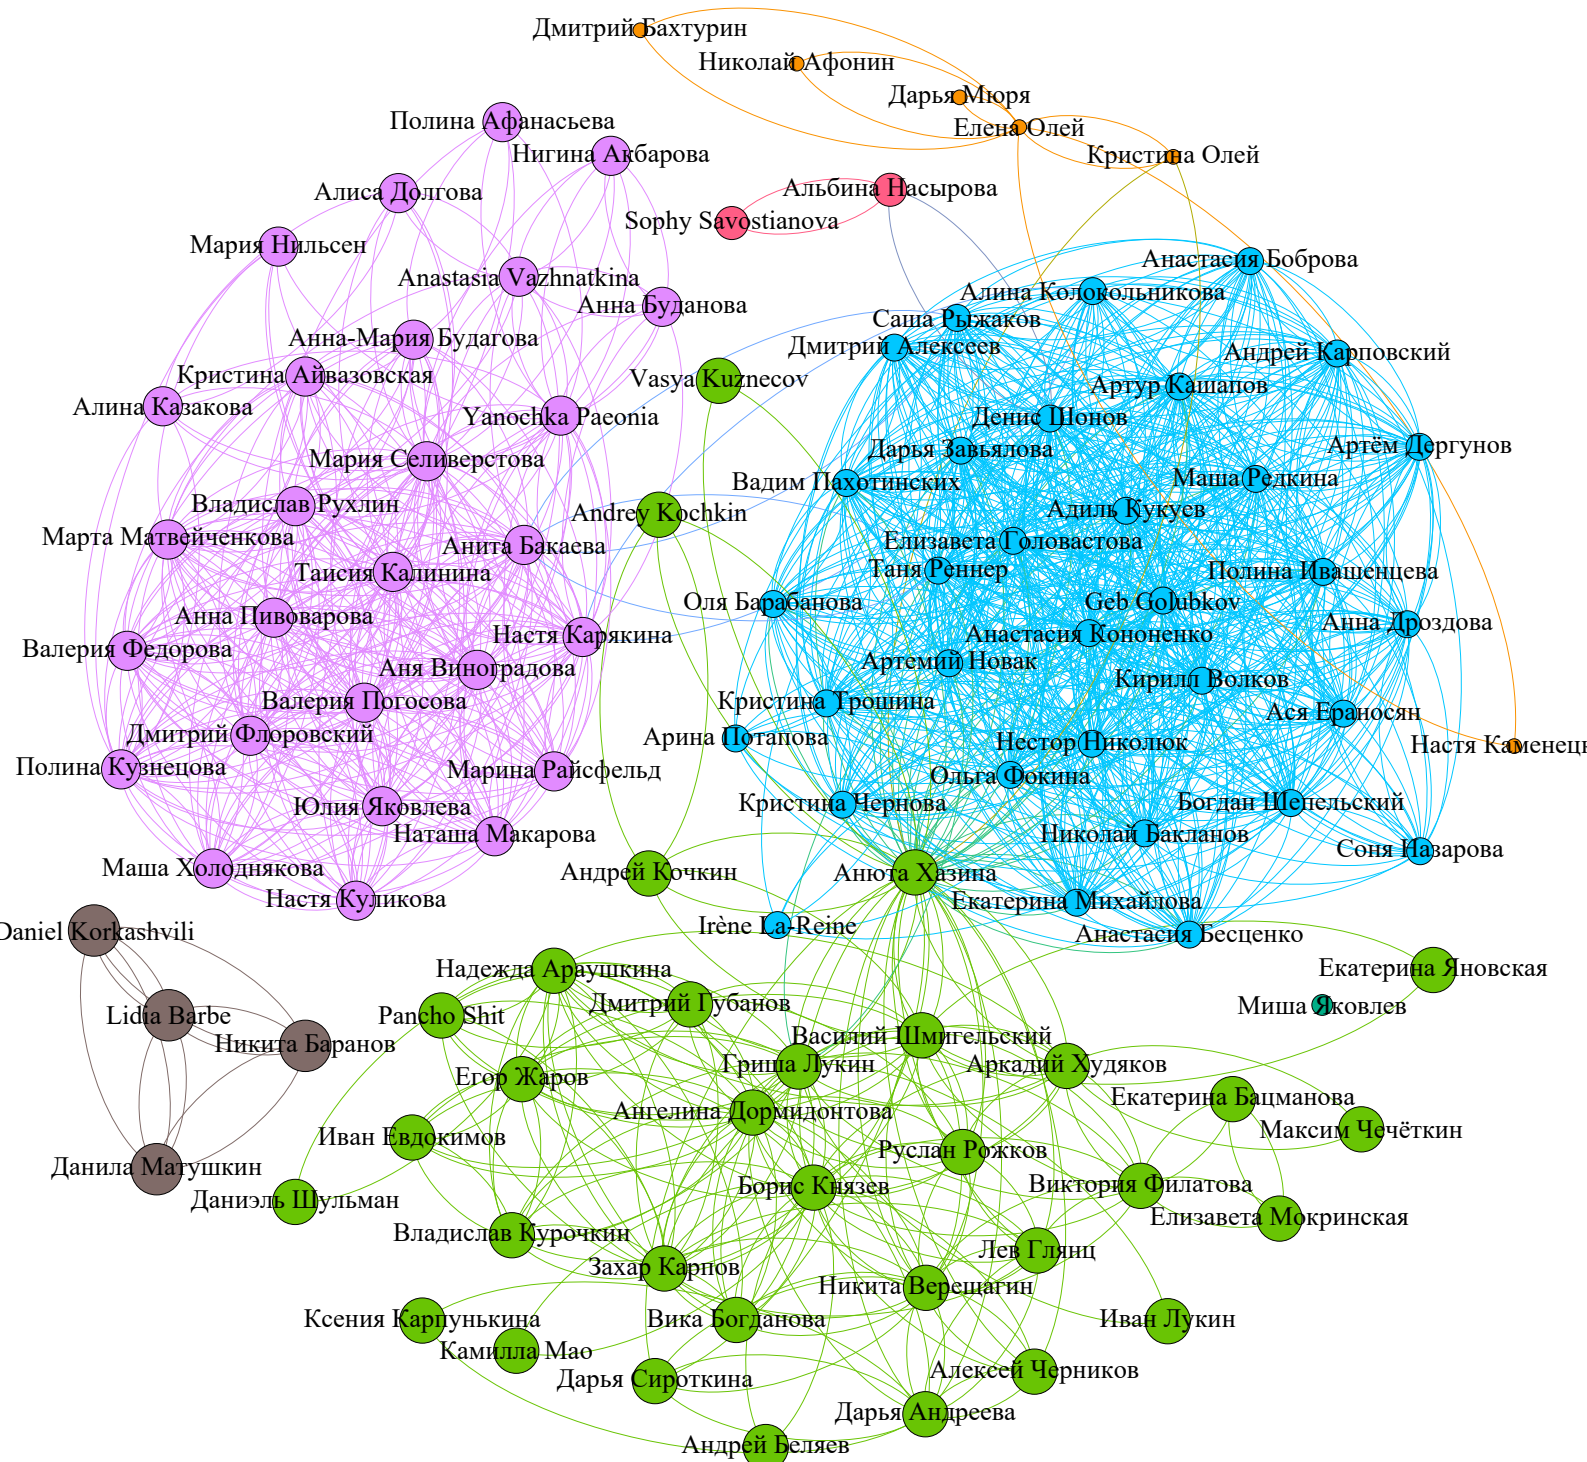 Дмитрий Бахтурин
Николай Афонин
Дарья Мюря
Полина Афанасьева
Елена Олей
Нигина Акбарова
Кристина Олей
Алиса Долгова
Альбина Насырова
Sophy Savostianova
Мария Нильсен
Анастасия Боброва
Anastasia Vazhnatkina
Алина Колокольникова
Анна Буданова
Саша Рыжаков
Анна-Мария Будагова
Дмитрий Алексеев
Андрей Карповский
Кристина Айвазовская
Vasya Kuznecov
Артур Кашапов
Алина Казакова
Yanochka Paeonia
Денис Шонов
Артём Дергунов
Дарья Завьялова
Мария Селиверстова
Маша Редкина
Вадим Пахотинских
Владислав Рухлин
Andrey Kochkin
Адиль Кукуев
Марта Матвейченкова
Анита Бакаева
Елизавета Головастова
Таисия Калинина
Таня Реннер
Полина Ивашенцева
Оля Барабанова
Geb Golubkov
Анна Пивоварова
Анна Дроздова
Настя Карякина
Анастасия Кононенко
Валерия Федорова
Аня Виноградова
Артемий Новак
Кирилл Волков
Валерия Погосова
Кристина Трошина
Ася Ераносян
Дмитрий Флоровский
Арина Потапова
Нестор Николюк
Настя Каменецк
Полина Кузнецова
Марина Райсфельд
Ольга Фокина
Юлия Яковлева
Кристина Чернова
Богдан Шепельский
Наташа Макарова
Николай Бакланов
Соня Назарова
Маша Холоднякова
Андрей Кочкин
Анюта Хазина
Настя Куликова
Екатерина Михайлова
Irène La-Reine
Daniel Korkashvili
Анастасия Бесценко
Надежда Араушкина
Екатерина Яновская
Дмитрий Губанов
Миша Яковлев
Lidia Barbe
Pancho Shit
Никита Баранов
Василий Шмигельский
Гриша Лукин
Аркадий Худяков
Егор Жаров
Екатерина Бацманова
Ангелина Дормидонтова
Иван Евдокимов
Максим Чечёткин
Руслан Рожков
Данила Матушкин
Борис Князев
Виктория Филатова
Даниэль Шульман
Елизавета Мокринская
Владислав Курочкин
Лев Глянц
Захар Карпов
Никита Верещагин
Ксения Карпунькина
Вика Богданова
Иван Лукин
Камилла Мао
Дарья Сироткина
Алексей Черников
Дарья Андреева
Андрей Беляев